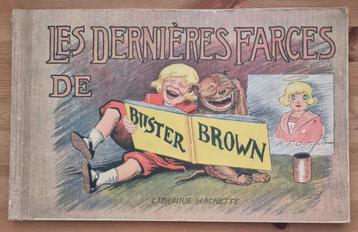 LES DERNIÈRES FARCES
DE
BUSTER BROWN
LIBRAIRIE HACHETTE